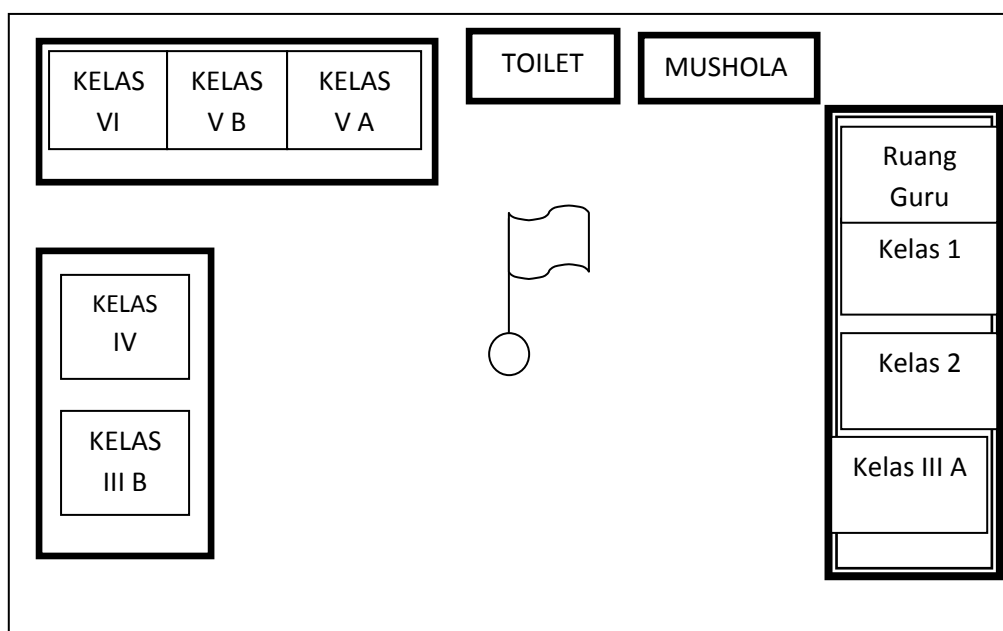 KELAS
VI
KELAS
V B
KELAS
V A
TOILET
MUSHOLA
Ruang
Guru
Kelas 1
Kelas 2
Kelas III A
KELAS
IV
KELAS
III B